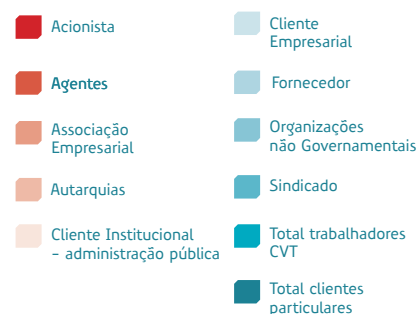 Acionista
Agentes
Associação
Empresarial
Autarquias
Cliente Institucional
– administração pública
Cliente
Empresarial
Fornecedor
Organizações
não Governamentais
Sindicado
Total trabalhadores
CVT
Total clientes
particulares